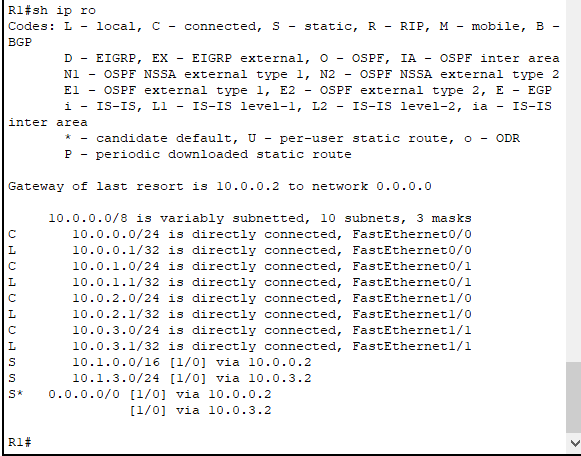 R1#sh ip ro
Codes: L - local, C - connected, S - static, R - RIP, M - mobile, B -
BGP
D - EIGRP, EX - EIGRP external, O - OSPF, IA - OSPF inter area
N1 - OSPF NSSA external type 1, N2 - OSPF NSSA external type 2
E1 - OSPF external type 1, E2 - OSPF external type 2, E - EGP
i - IS-IS, L1 - IS-IS level-1, L2 - IS-IS level-2, ia - IS-IS
inter area
* - candidate default, U - per-user static route, o - ODR
P - periodic downloaded static route
Gateway of last resort is 10.0.0.2 to network 0.0.0.0
10.0.0.0/8 is variably subnetted, 10 subnets, 3 masks
C 10.0.0.0/24 is directly connected, FastEthernet0/0
L 10.0.0.1/32 is directly connected, FastEthernet0/0
C 10.0.1.0/24 is directly connected, FastEthernet0/1
L 10.0.1.1/32 is directly connected, FastEthernet0/1
C 10.0.2.0/24 is directly connected, FastEthernet1/0
L 10.0.2.1/32 is directly connected, FastEthernet1/0
C 10.0.3.0/24 is directly connected, FastEthernet1/1
L 10.0.3.1/32 is directly connected, FastEthernet1/1
S 10.1.0.0/16 [1/0] via 10.0.0.2
S 10.1.3.0/24 [1/0] via 10.0.3.2
S* 0.0.0.0/0 [1/0] via 10.0.0.2
[1/0] via 10.0.3.2
R1#